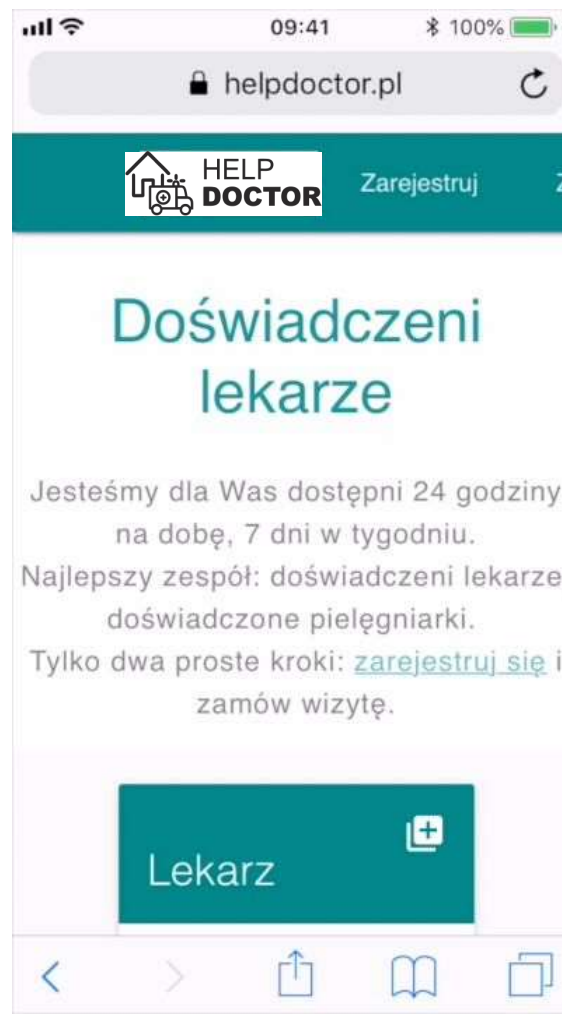 09:41
100%
helpdoctor.pl
HELP
DOCTOR
Zarejestruj
Doświadczeni
lekarze
Jesteśmy dla Was dostępni 24 godziny
na dobę, 7 dni w tygodniu.
Najlepszy zespół: doświadczeni lekarze
doświadczone pielęgniarki.
Tylko dwa proste kroki: zarejestruj się i
zamów wizytę.
Lekarz